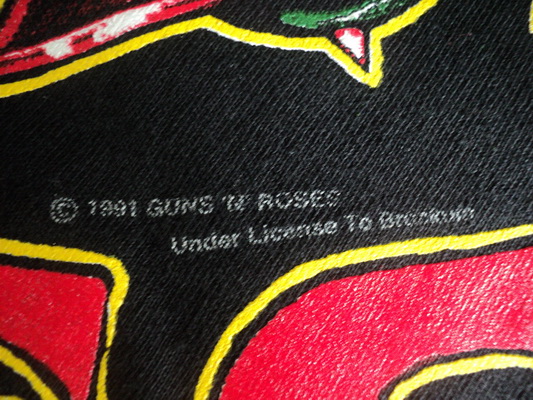 © 1991 GUNS 'N' ROSES
Under License To Brockum